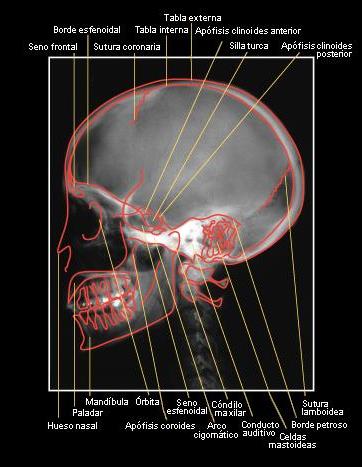 Tabla externa
Borde esfenoidal
Tabla interna
Apófisis clinoides anterior
Seno frontal
Sutura coronaria
Silla turca
Apófisis clinoides
posterior
Mandíbula
Órbita
Seno
esfenoidal
Cóndilo
maxilar
Sutura
lamboidea
Paladar
Hueso nasal
Apófisis coroides
Arco
cigomático
Conducto
auditivo
Borde petroso
Celdas
mastoideas